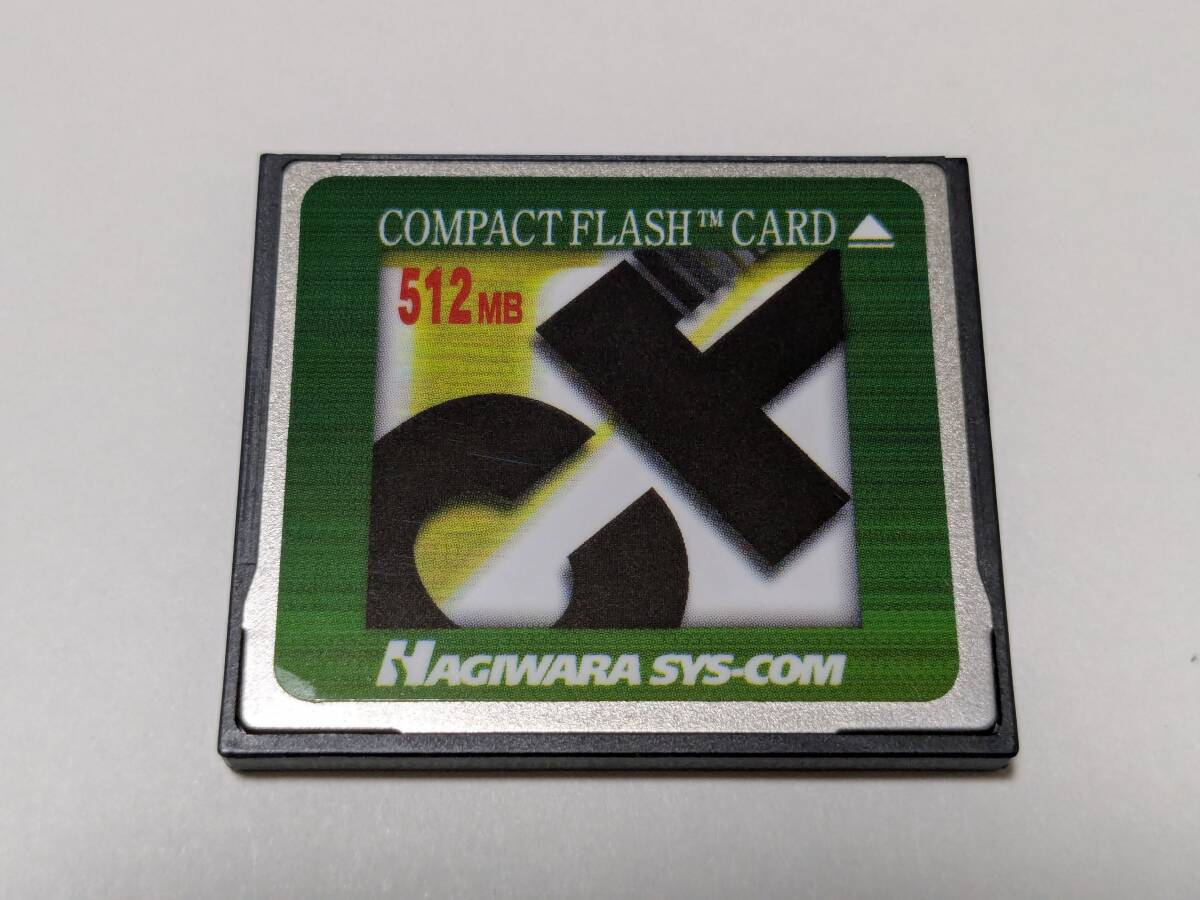 COMPACT FLASH™ CARD
512MB
HAGIWARA SYS-COM